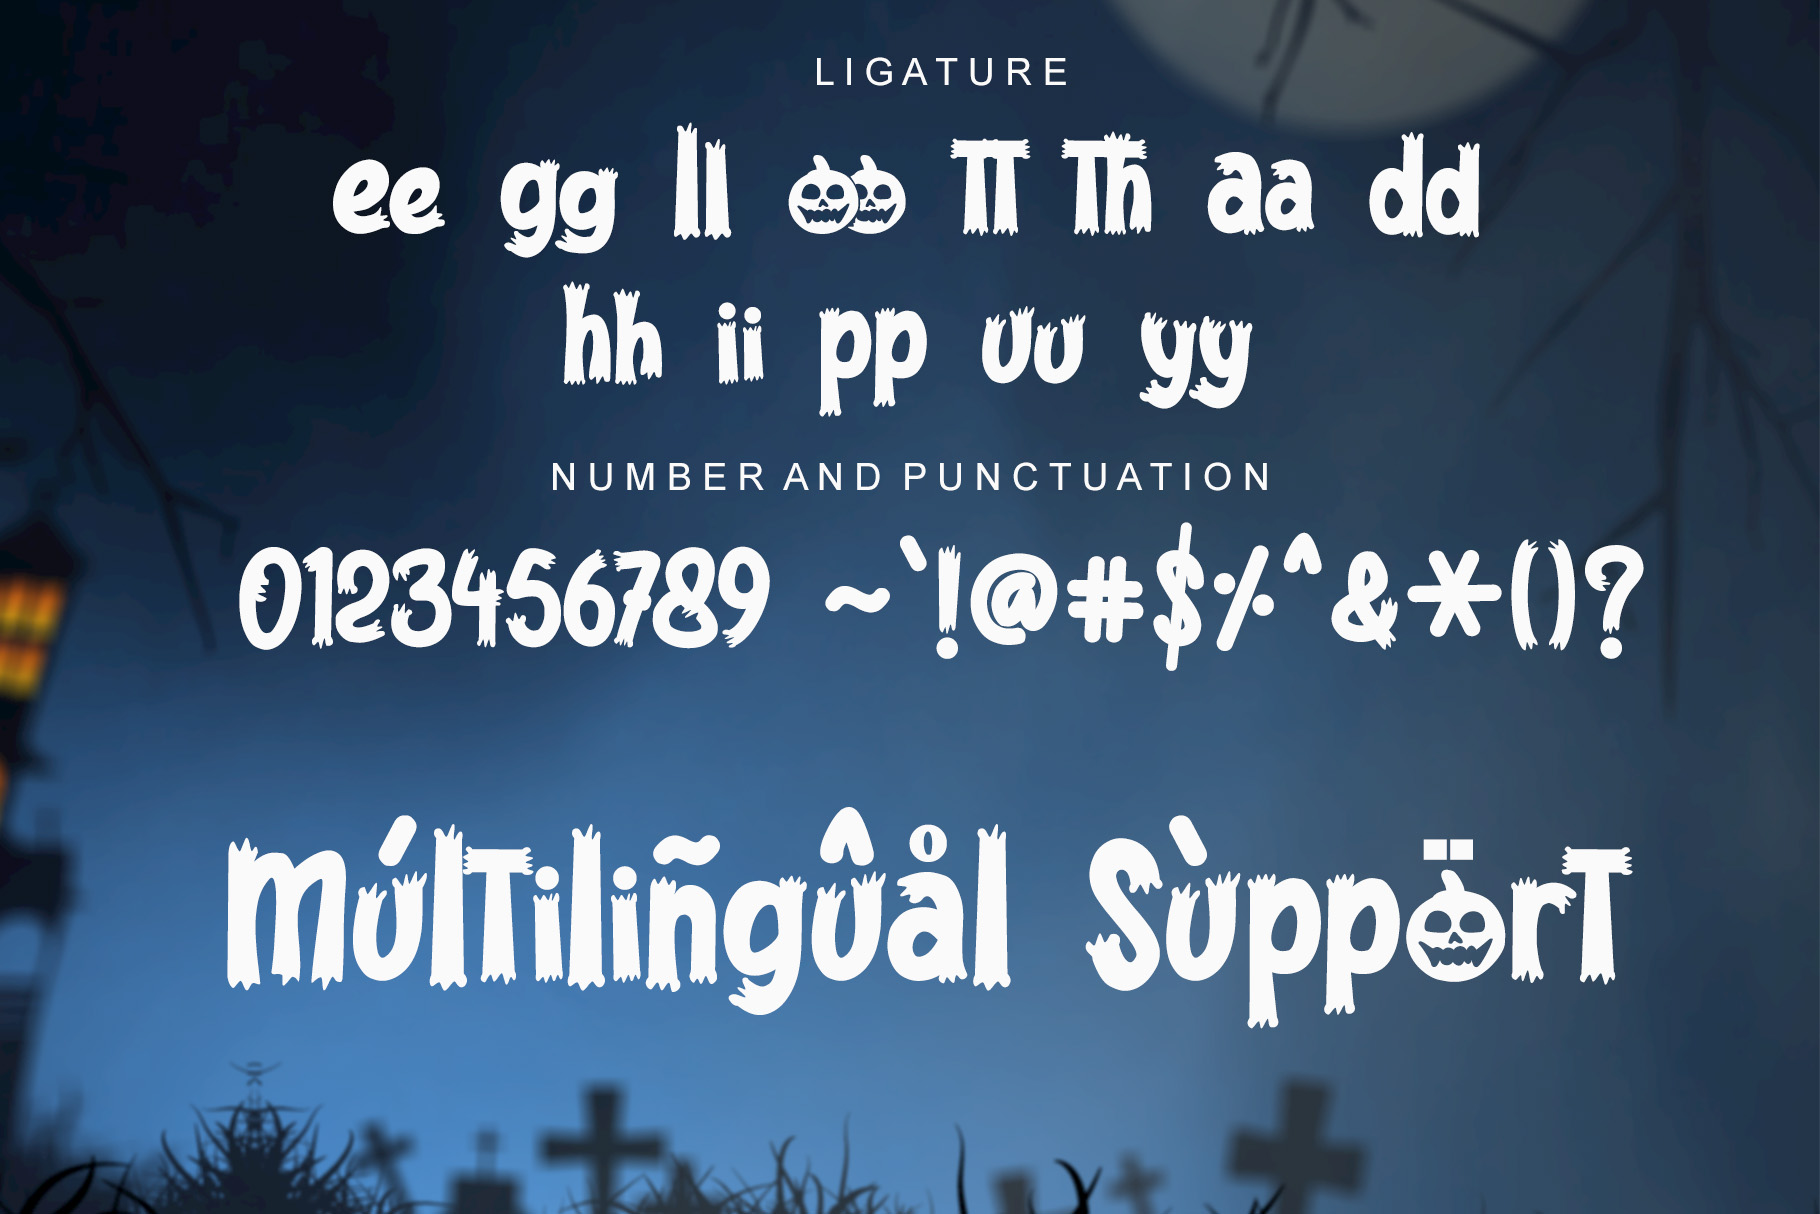 LIGATURE
ee gg ll oo TT Th aa dd
hh ii pp uu yy
NUMBER AND PUNCTUATION
0123456789 ~`!@#$%^&*()?
múlTiliñgûål Sùppört